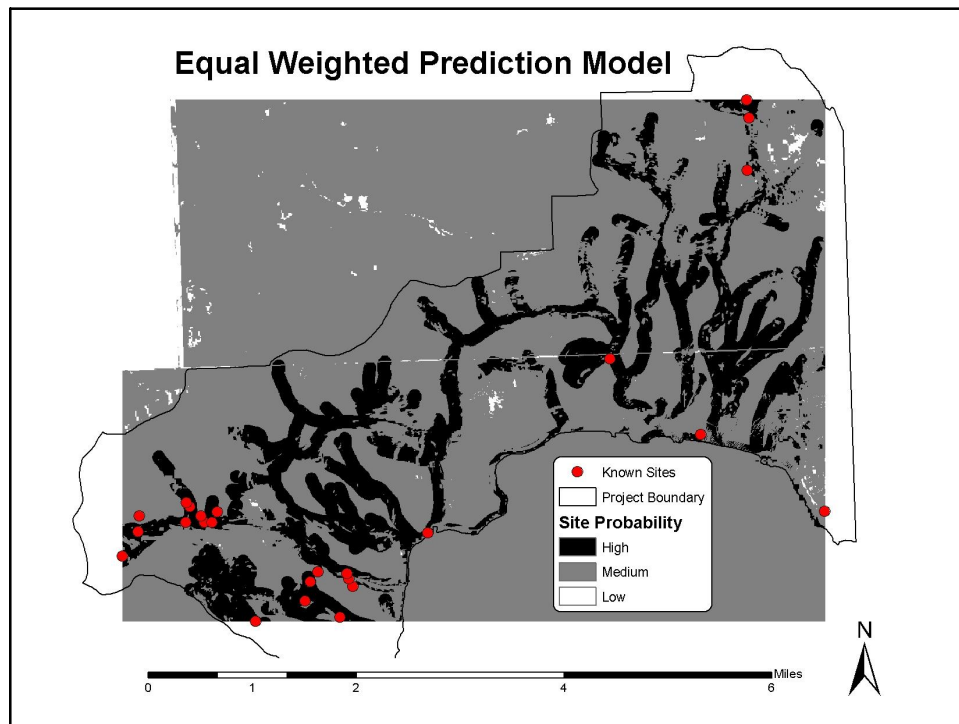 Equal Weighted Prediction Model
Known Sites
Project Boundary
Site Probability
High
Medium
Low
N
Miles
0 1 2 4 6